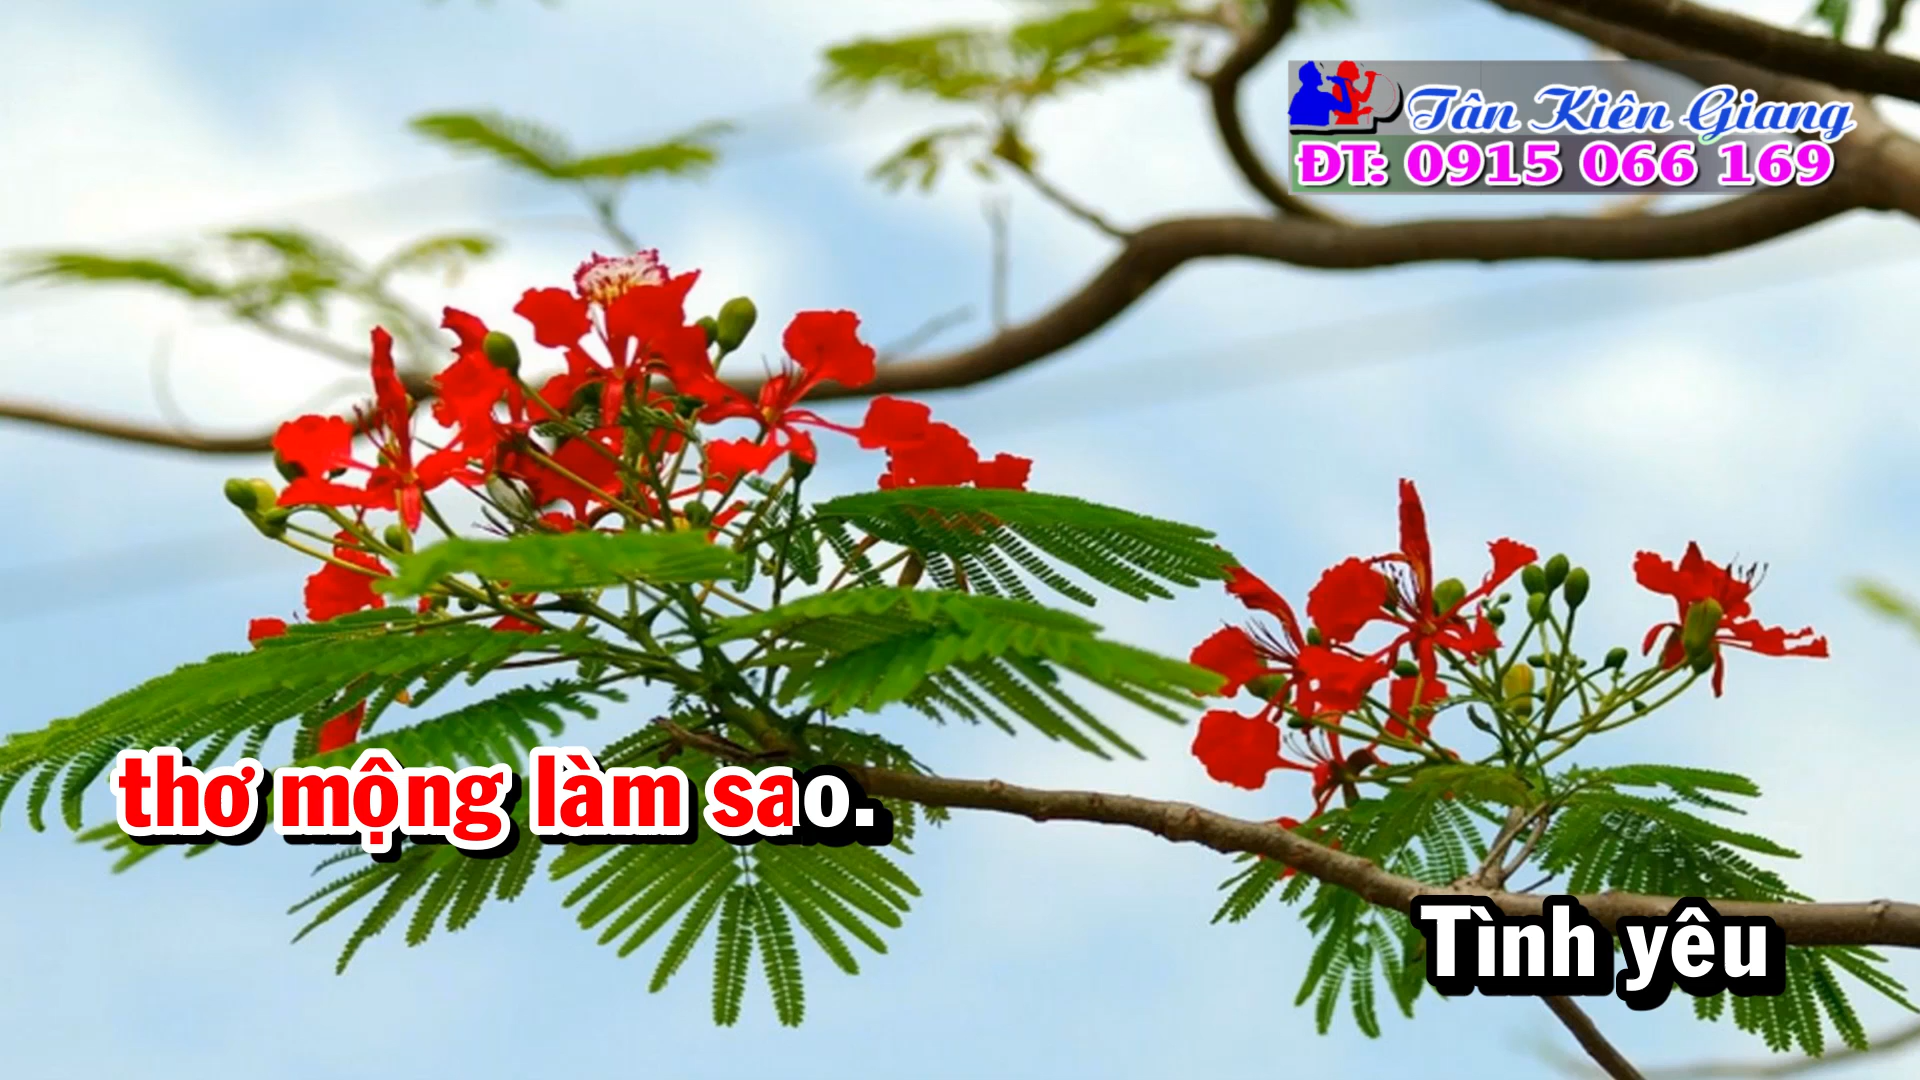 Tân Kiên Giang
ĐT: 0915 066 169
thơ mộng làm sao.
Tình yêu